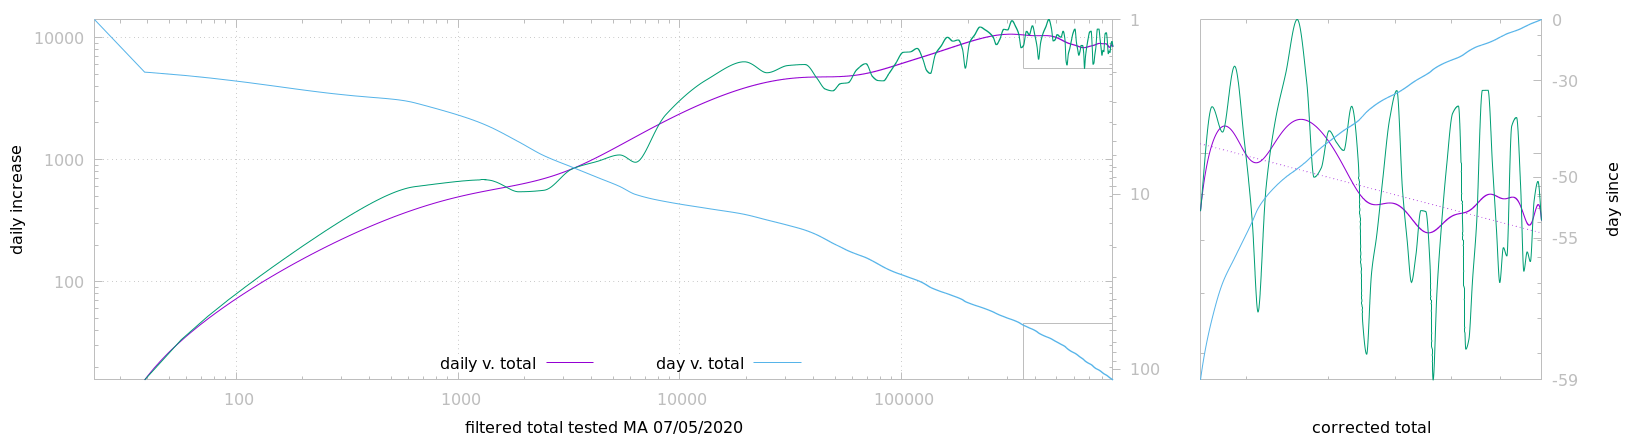 daily increase
10000
1000
100
100
1000
10000
100000
filtered total tested MA 07/05/2020
daily v. total
day v. total
1
10
100
0
-30
-50
-55
-59
day since
corrected total